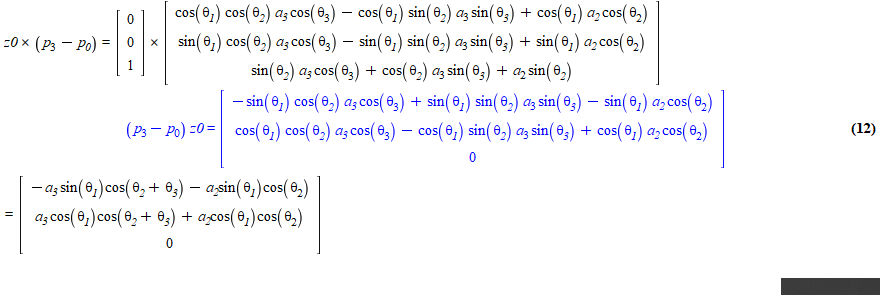 z0 × (p₃ − p₀) = [0; 0; 1] × [cos(θ₁) cos(θ₂) a₃ cos(θ₃) − cos(θ₁) sin(θ₂) a₃ sin(θ₃) + cos(θ₁) a₂ cos(θ₂); sin(θ₁) cos(θ₂) a₃ cos(θ₃) − sin(θ₁) sin(θ₂) a₃ sin(θ₃) + sin(θ₁) a₂ cos(θ₂); sin(θ₂) a₃ cos(θ₃) + cos(θ₂) a₃ sin(θ₃) + a₂ sin(θ₂)]
(p₃ − p₀) z0 = [−sin(θ₁) cos(θ₂) a₃ cos(θ₃) + sin(θ₁) sin(θ₂) a₃ sin(θ₃) − sin(θ₁) a₂ cos(θ₂); cos(θ₁) cos(θ₂) a₃ cos(θ₃) − cos(θ₁) sin(θ₂) a₃ sin(θ₃) + cos(θ₁) a₂ cos(θ₂); 0] (12)
= [−a₃ sin(θ₁)cos(θ₂ + θ₃) − a₂sin(θ₁)cos(θ₂); a₃ cos(θ₁)cos(θ₂ + θ₃) + a₂cos(θ₁)cos(θ₂); 0]